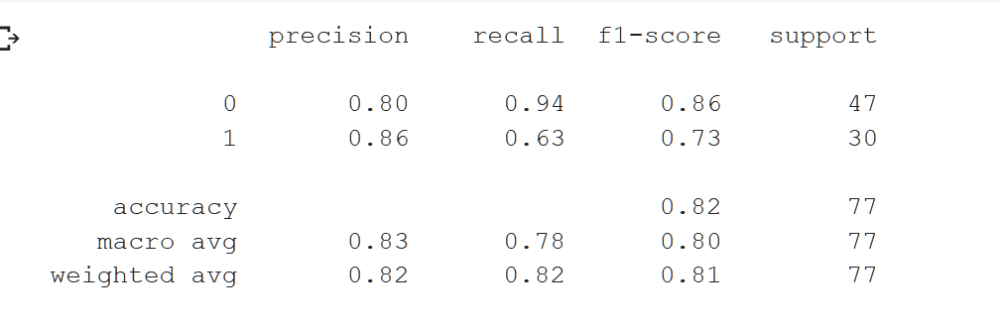 precision recall f1-score support
0 0.80 0.94 0.86 47
1 0.86 0.63 0.73 30
accuracy 0.82 77
macro avg 0.83 0.78 0.80 77
weighted avg 0.82 0.82 0.81 77